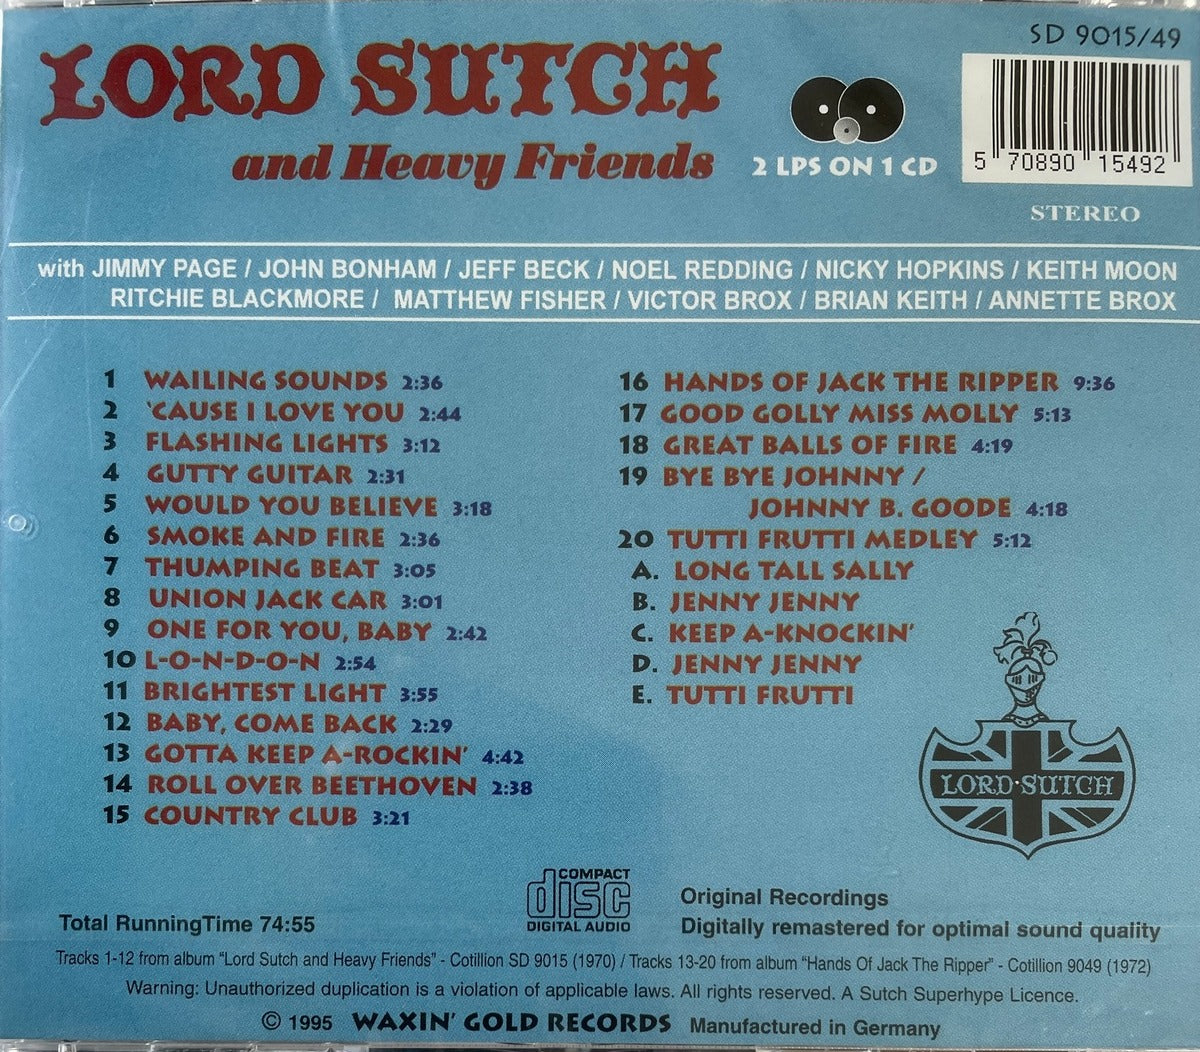 SD 9015/49
LORD SUTCH
and Heavy Friends
2 LPS ON 1 CD
5 70890 15492
STEREO
with JIMMY PAGE / JOHN BONHAM / JEFF BECK / NOEL REDDING / NICKY HOPKINS / KEITH MOON
RITCHIE BLACKMORE / MATTHEW FISHER / VICTOR BROX / BRIAN KEITH / ANNETTE BROX
1 WAILING SOUNDS 2:36
2 'CAUSE I LOVE YOU 2:44
3 FLASHING LIGHTS 3:12
4 GUTTY GUITAR 2:31
5 WOULD YOU BELIEVE 3:18
6 SMOKE AND FIRE 2:36
7 THUMPING BEAT 3:05
8 UNION JACK CAR 3:01
9 ONE FOR YOU, BABY 2:42
10 L-O-N-D-O-N 2:54
11 BRIGHTEST LIGHT 3:55
12 BABY, COME BACK 2:29
13 GOTTA KEEP A-ROCKIN' 4:42
14 ROLL OVER BEETHOVEN 2:38
15 COUNTRY CLUB 3:21
16 HANDS OF JACK THE RIPPER 9:36
17 GOOD GOLLY MISS MOLLY 5:13
18 GREAT BALLS OF FIRE 4:19
19 BYE BYE JOHNNY /
JOHNNY B. GOODE 4:18
20 TUTTI FRUTTI MEDLEY 5:12
A. LONG TALL SALLY
B. JENNY JENNY
C. KEEP A-KNOCKIN'
D. JENNY JENNY
E. TUTTI FRUTTI
LORD·SUTCH
COMPACT
disc
DIGITAL AUDIO
Total RunningTime 74:55
Original Recordings
Digitally remastered for optimal sound quality
Tracks 1-12 from album "Lord Sutch and Heavy Friends" - Cotillion SD 9015 (1970) / Tracks 13-20 from album "Hands Of Jack The Ripper" - Cotillion 9049 (1972)
Warning: Unauthorized duplication is a violation of applicable laws. All rights reserved. A Sutch Superhype Licence.
© 1995 WAXIN' GOLD RECORDS Manufactured in Germany